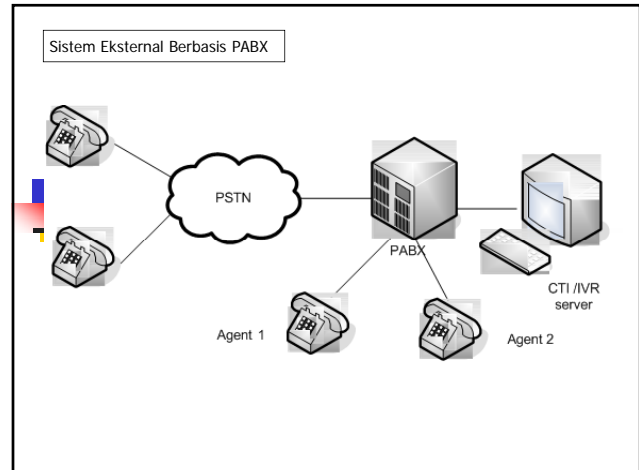 Sistem Eksternal Berbasis PABX
PSTN
PABX
CTI /IVR
server
Agent 1
Agent 2